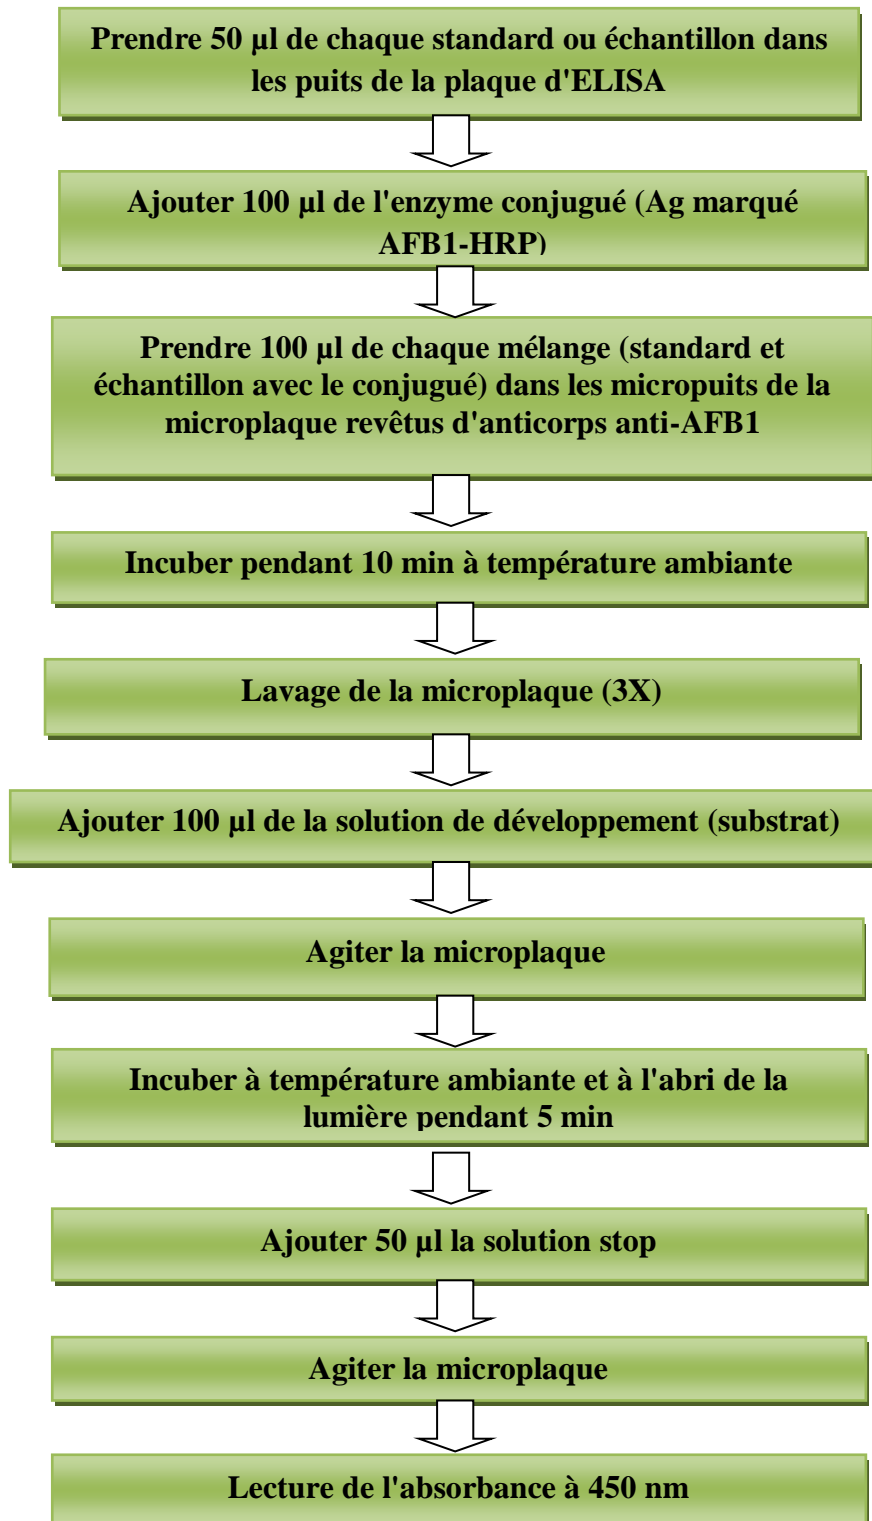 Prendre 50 µl de chaque standard ou échantillon dans
les puits de la plaque d'ELISA
Ajouter 100 µl de l'enzyme conjugué (Ag marqué
AFB1-HRP)
Prendre 100 µl de chaque mélange (standard et
échantillon avec le conjugué) dans les micropuits de la
microplaque revêtus d'anticorps anti-AFB1
Incuber pendant 10 min à température ambiante
Lavage de la microplaque (3X)
Ajouter 100 µl de la solution de développement (substrat)
Agiter la microplaque
Incuber à température ambiante et à l'abri de la
lumière pendant 5 min
Ajouter 50 µl la solution stop
Agiter la microplaque
Lecture de l'absorbance à 450 nm